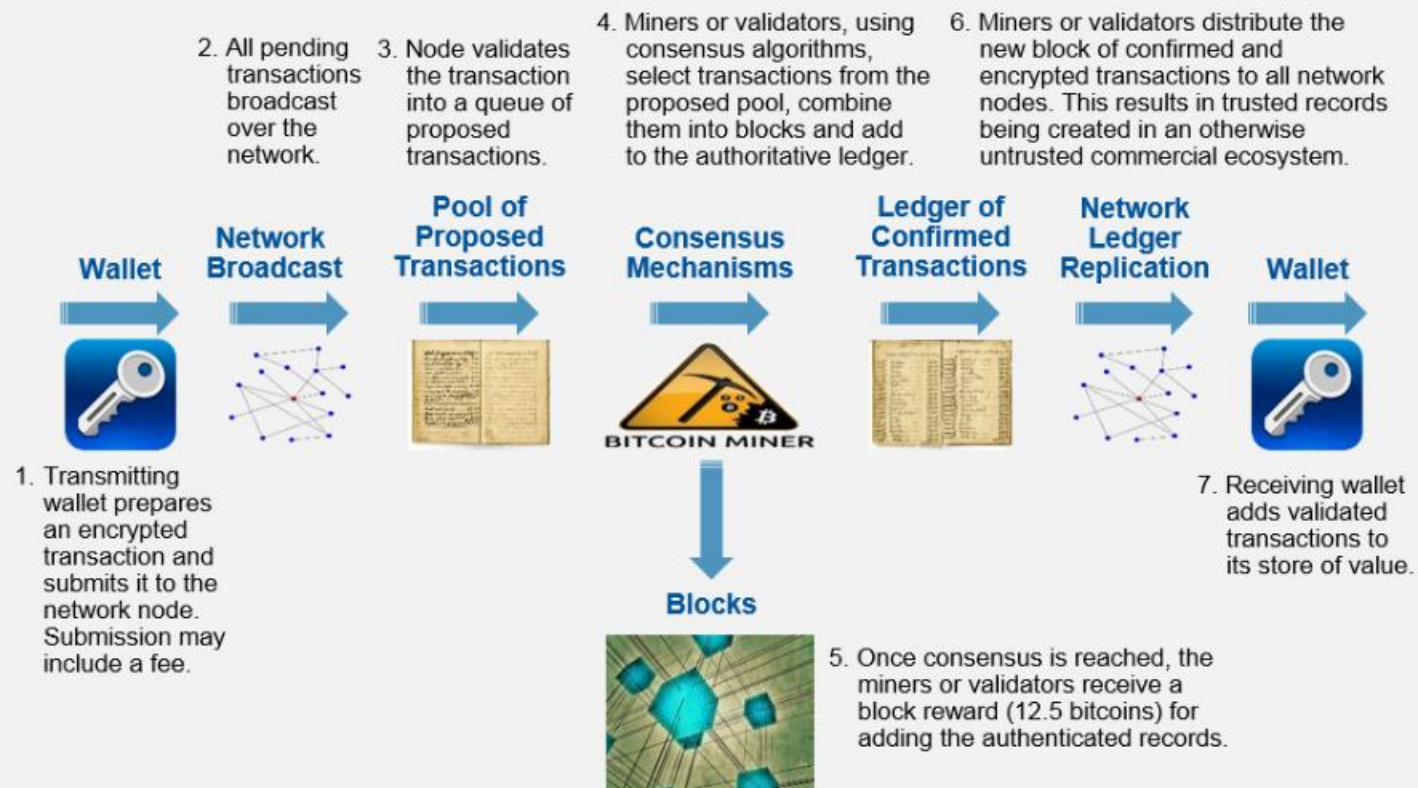 2. All pending
transactions
broadcast
over the
network.
3. Node validates
the transaction
into a queue of
proposed
transactions.
4. Miners or validators, using
consensus algorithms,
select transactions from the
proposed pool, combine
them into blocks and add
to the authoritative ledger.
6. Miners or validators distribute the
new block of confirmed and
encrypted transactions to all network
nodes. This results in trusted records
being created in an otherwise
untrusted commercial ecosystem.
Wallet
Network
Broadcast
Pool of
Proposed
Transactions
Consensus
Mechanisms
Ledger of
Confirmed
Transactions
Network
Ledger
Replication
Wallet
BITCOIN MINER
1. Transmitting
wallet prepares
an encrypted
transaction and
submits it to the
network node.
Submission may
include a fee.
7. Receiving wallet
adds validated
transactions to
its store of value.
Blocks
5. Once consensus is reached, the
miners or validators receive a
block reward (12.5 bitcoins) for
adding the authenticated records.